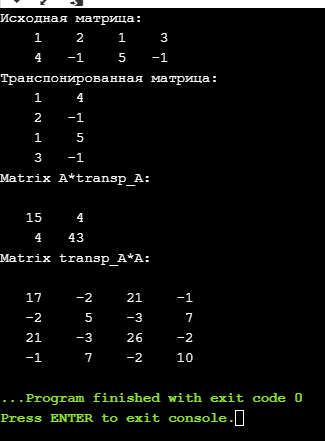 Исходная матрица:
1 2 1 3
4 -1 5 -1
Транспонированная матрица:
1 4
2 -1
1 5
3 -1
Matrix A*transp_A:
15 4
4 43
Matrix transp_A*A:
17 -2 21 -1
-2 5 -3 7
21 -3 26 -2
-1 7 -2 10
...Program finished with exit code 0
Press ENTER to exit console.